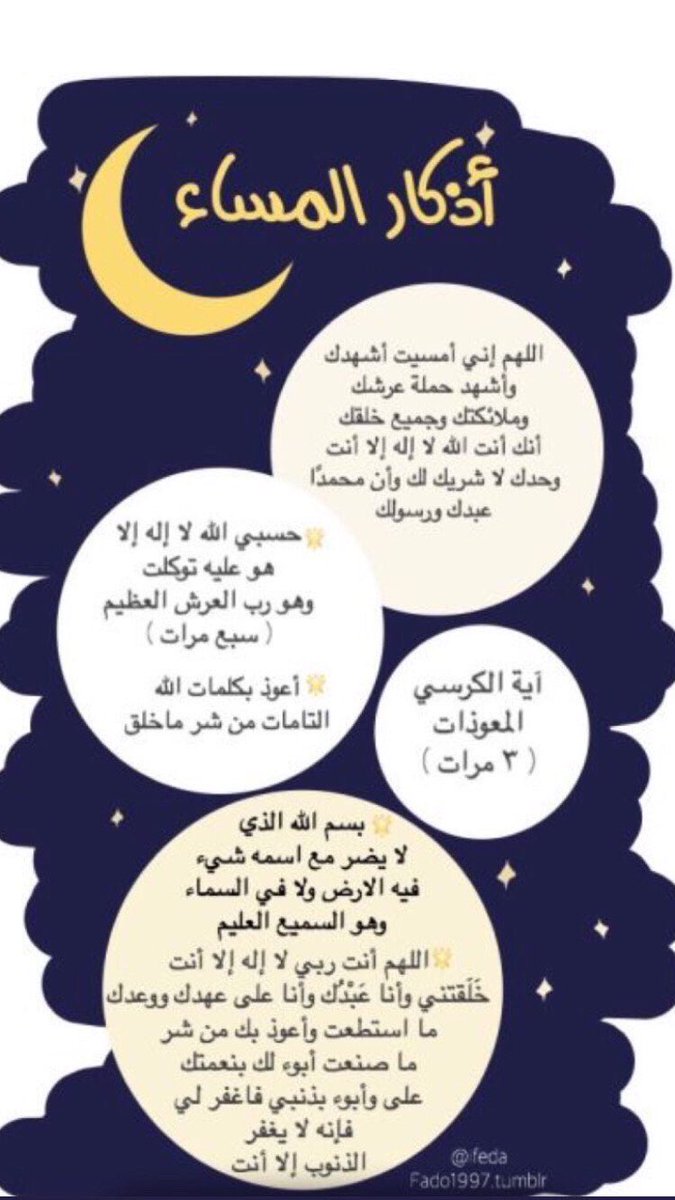 أذكار المساء
اللهم إني أمسيت أشهدك
وأشهد حملة عرشك
وملائكتك وجميع خلقك
أنك أنت الله لا إله إلا أنت
وحدك لا شريك لك وأن محمدًا
عبدك ورسولك
حسبي الله لا إله إلا
هو عليه توكلت
وهو رب العرش العظيم
( سبع مرات )
أعوذ بكلمات الله
التامات من شر ماخلق
آية الكرسي
المعوذات
( ٣ مرات )
بسم الله الذي
لا يضر مع اسمه شيء
فيه الارض ولا في السماء
وهو السميع العليم
اللهم أنت ربي لا إله إلا أنت
خَلَقتني وأنا عَبْدُك وأنا على عهدك ووعدك
ما استطعت وأعوذ بك من شر
ما صنعت أبوء لك بنعمتك
على وأبوء بذنبي فاغفر لي
فإنه لا يغفر
الذنوب إلا أنت
@ifeda
Fado1997.tumblr